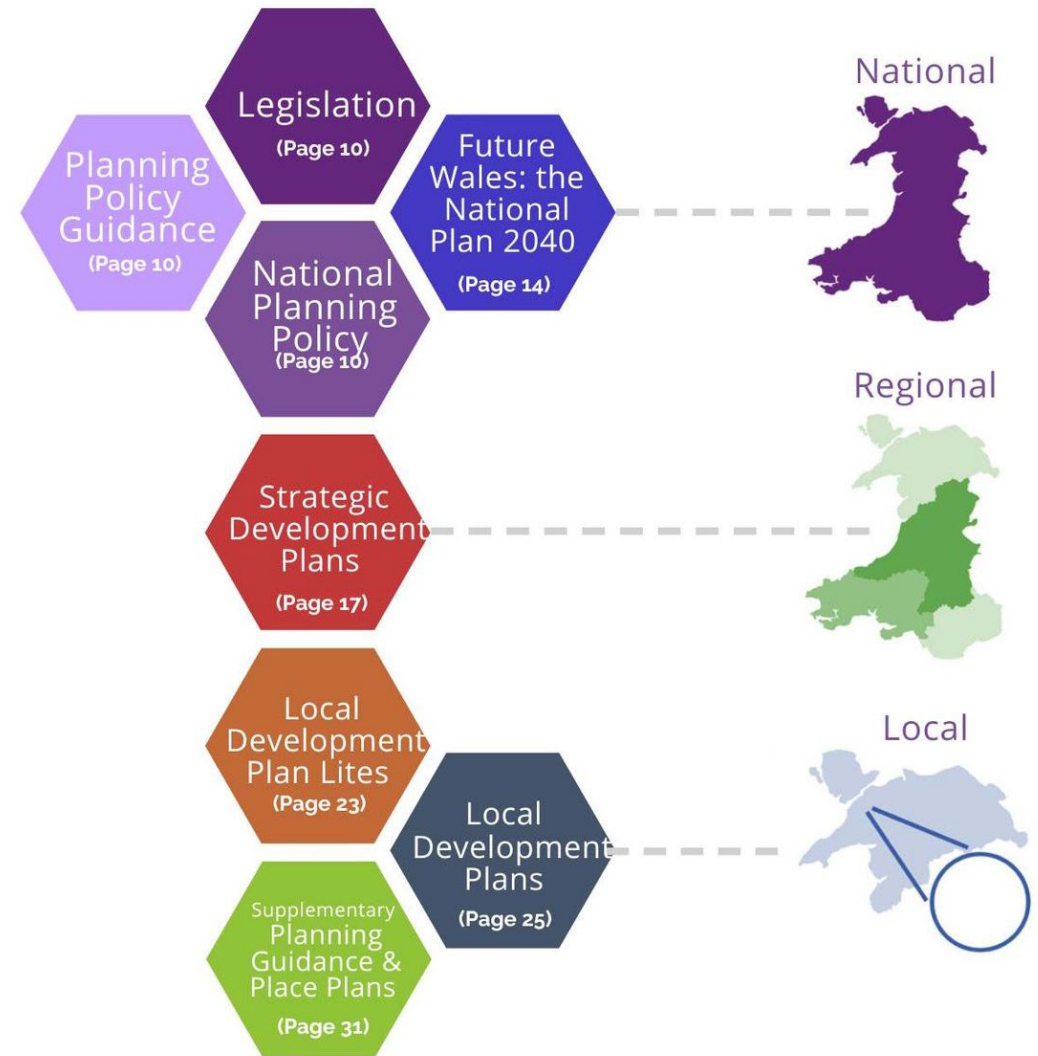 Legislation
(Page 10)
Planning
Policy
Guidance
(Page 10)
Future
Wales: the
National
Plan 2040
(Page 14)
National
Planning
Policy
(Page 10)
National
Strategic
Development
Plans
(Page 17)
Regional
Local
Development
Plan Lites
(Page 23)
Local
Development
Plans
(Page 25)
Local
Supplementary
Planning
Guidance &
Place Plans
(Page 31)